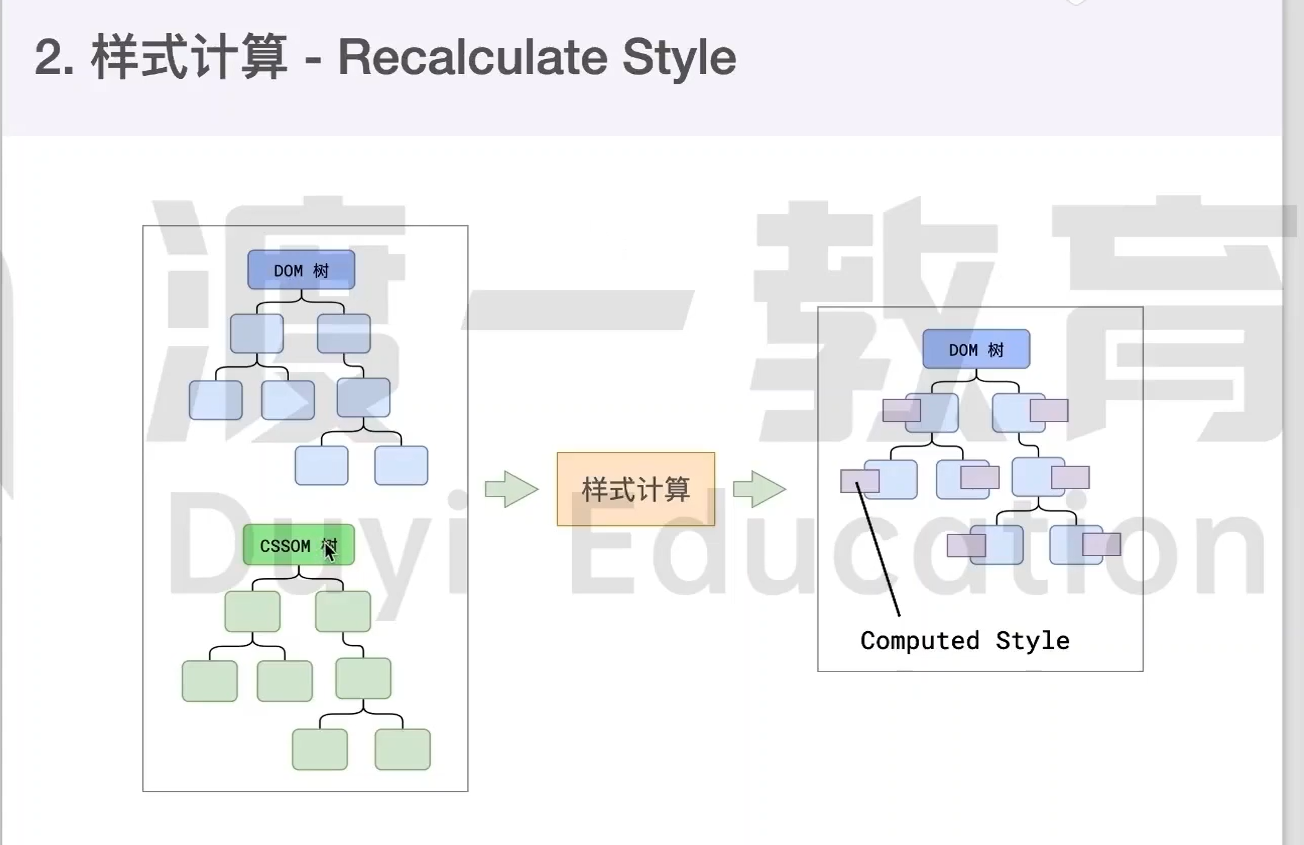 2. 样式计算 - Recalculate Style
渡一教育
Duyi Education
DOM 树
CSSOM 树
样式计算
DOM 树
Computed Style